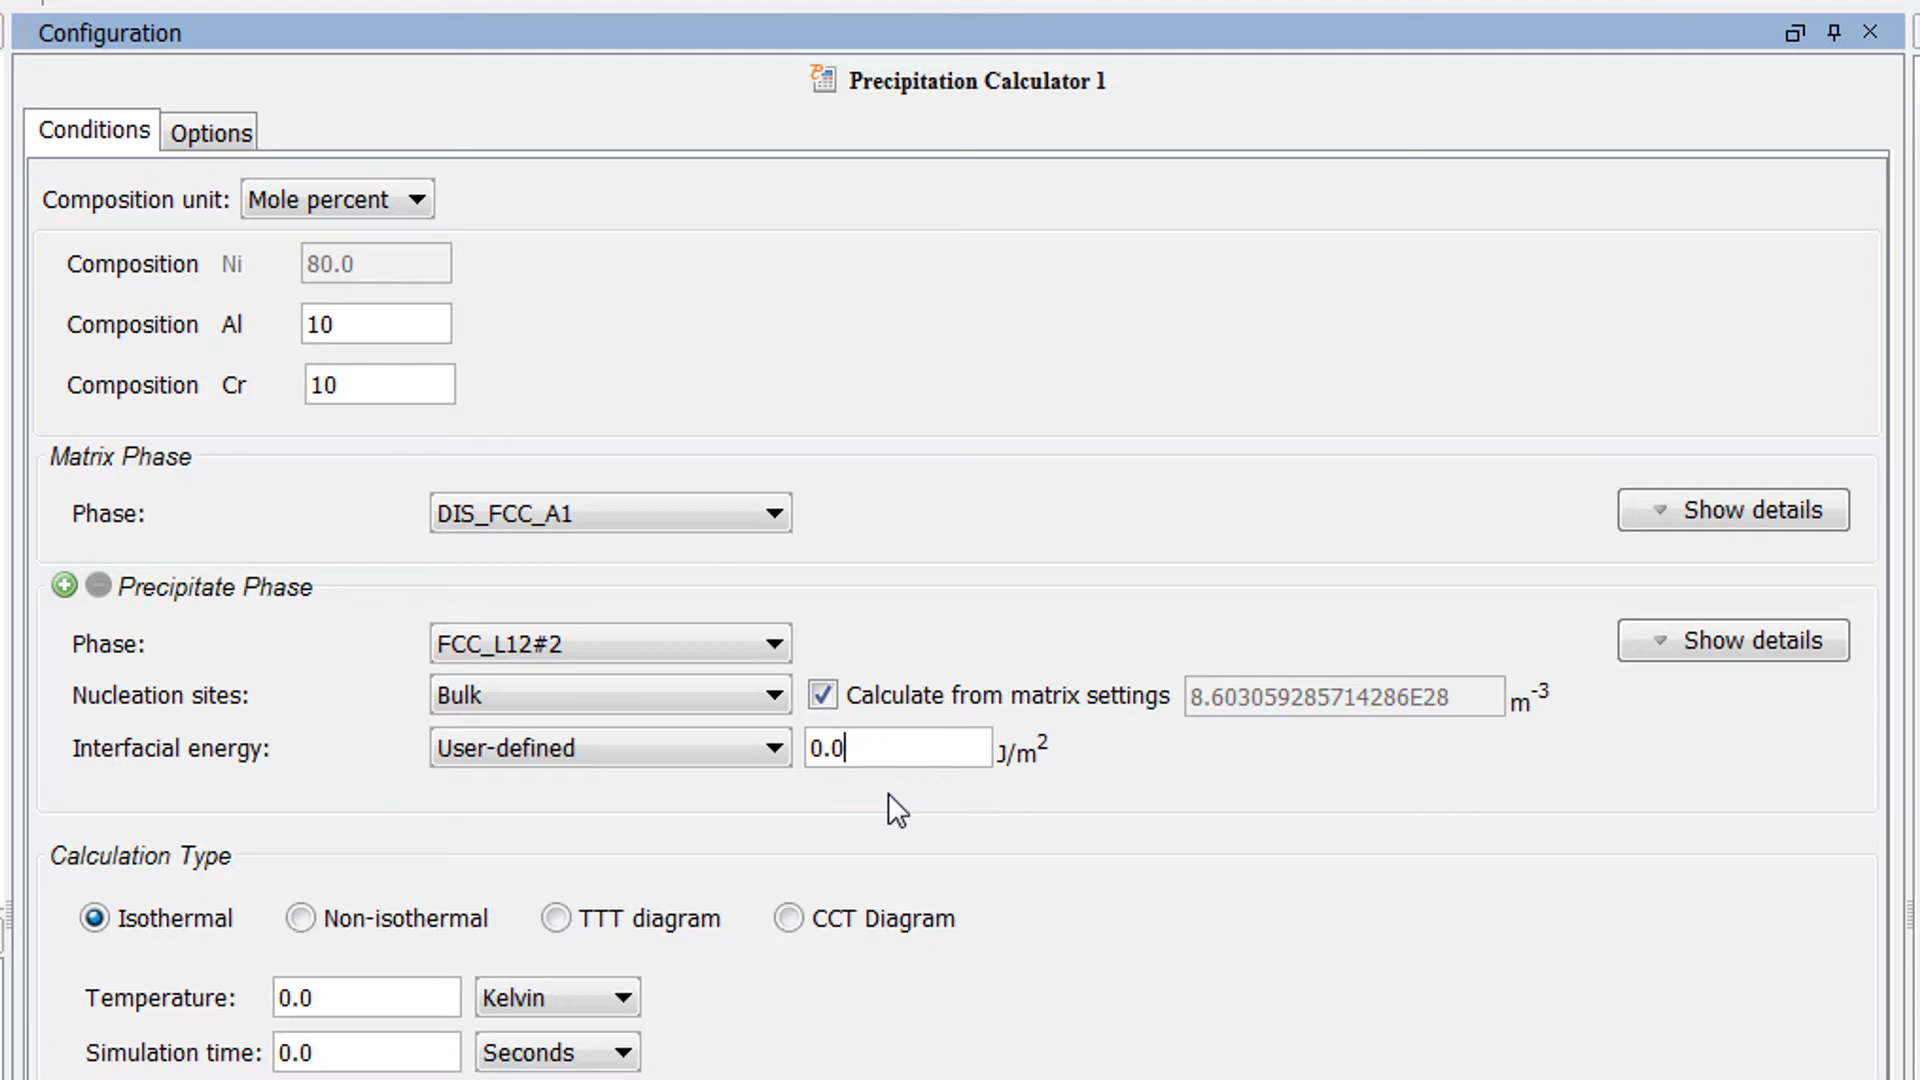 Configuration
Precipitation Calculator 1
Conditions Options
Composition unit: Mole percent
Composition Ni 80.0
Composition Al 10
Composition Cr 10
Matrix Phase
Phase: DIS_FCC_A1 Show details
Precipitate Phase
Phase: FCC_L12#2 Show details
Nucleation sites: Bulk Calculate from matrix settings 8.603059285714286E28 m-3
Interfacial energy: User-defined 0.0 J/m2
Calculation Type
Isothermal Non-isothermal TTT diagram CCT Diagram
Temperature: 0.0 Kelvin
Simulation time: 0.0 Seconds